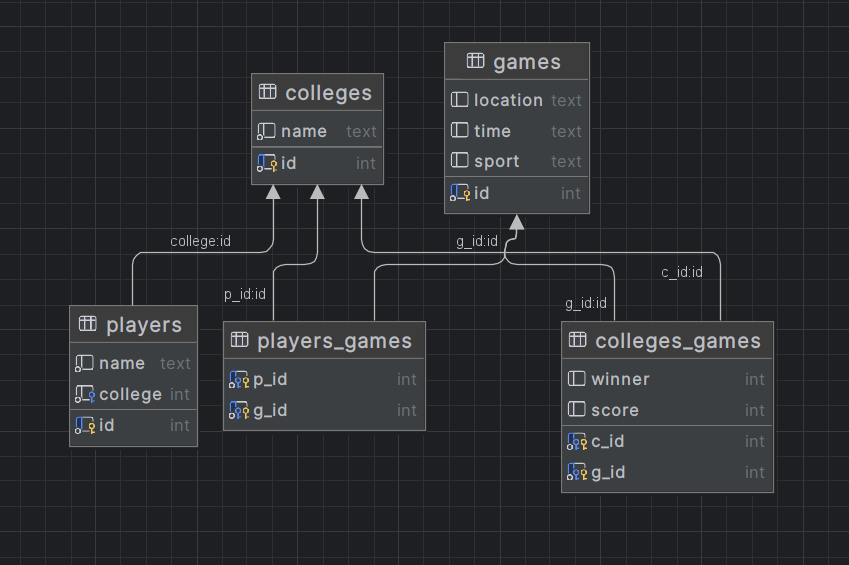 games
location text
time text
sport text
id int
colleges
name text
id int
college:id
g_id:id
c_id:id
p_id:id
g_id:id
players
name text
college int
id int
players_games
p_id int
g_id int
colleges_games
winner int
score int
c_id int
g_id int